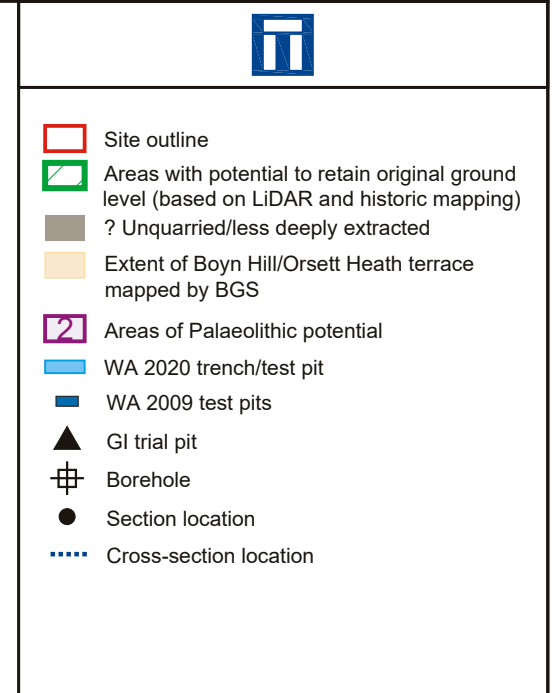 Site outline
Areas with potential to retain original ground
level (based on LiDAR and historic mapping)
? Unquarried/less deeply extracted
Extent of Boyn Hill/Orsett Heath terrace
mapped by BGS
2 Areas of Palaeolithic potential
WA 2020 trench/test pit
WA 2009 test pits
GI trial pit
Borehole
Section location
Cross-section location